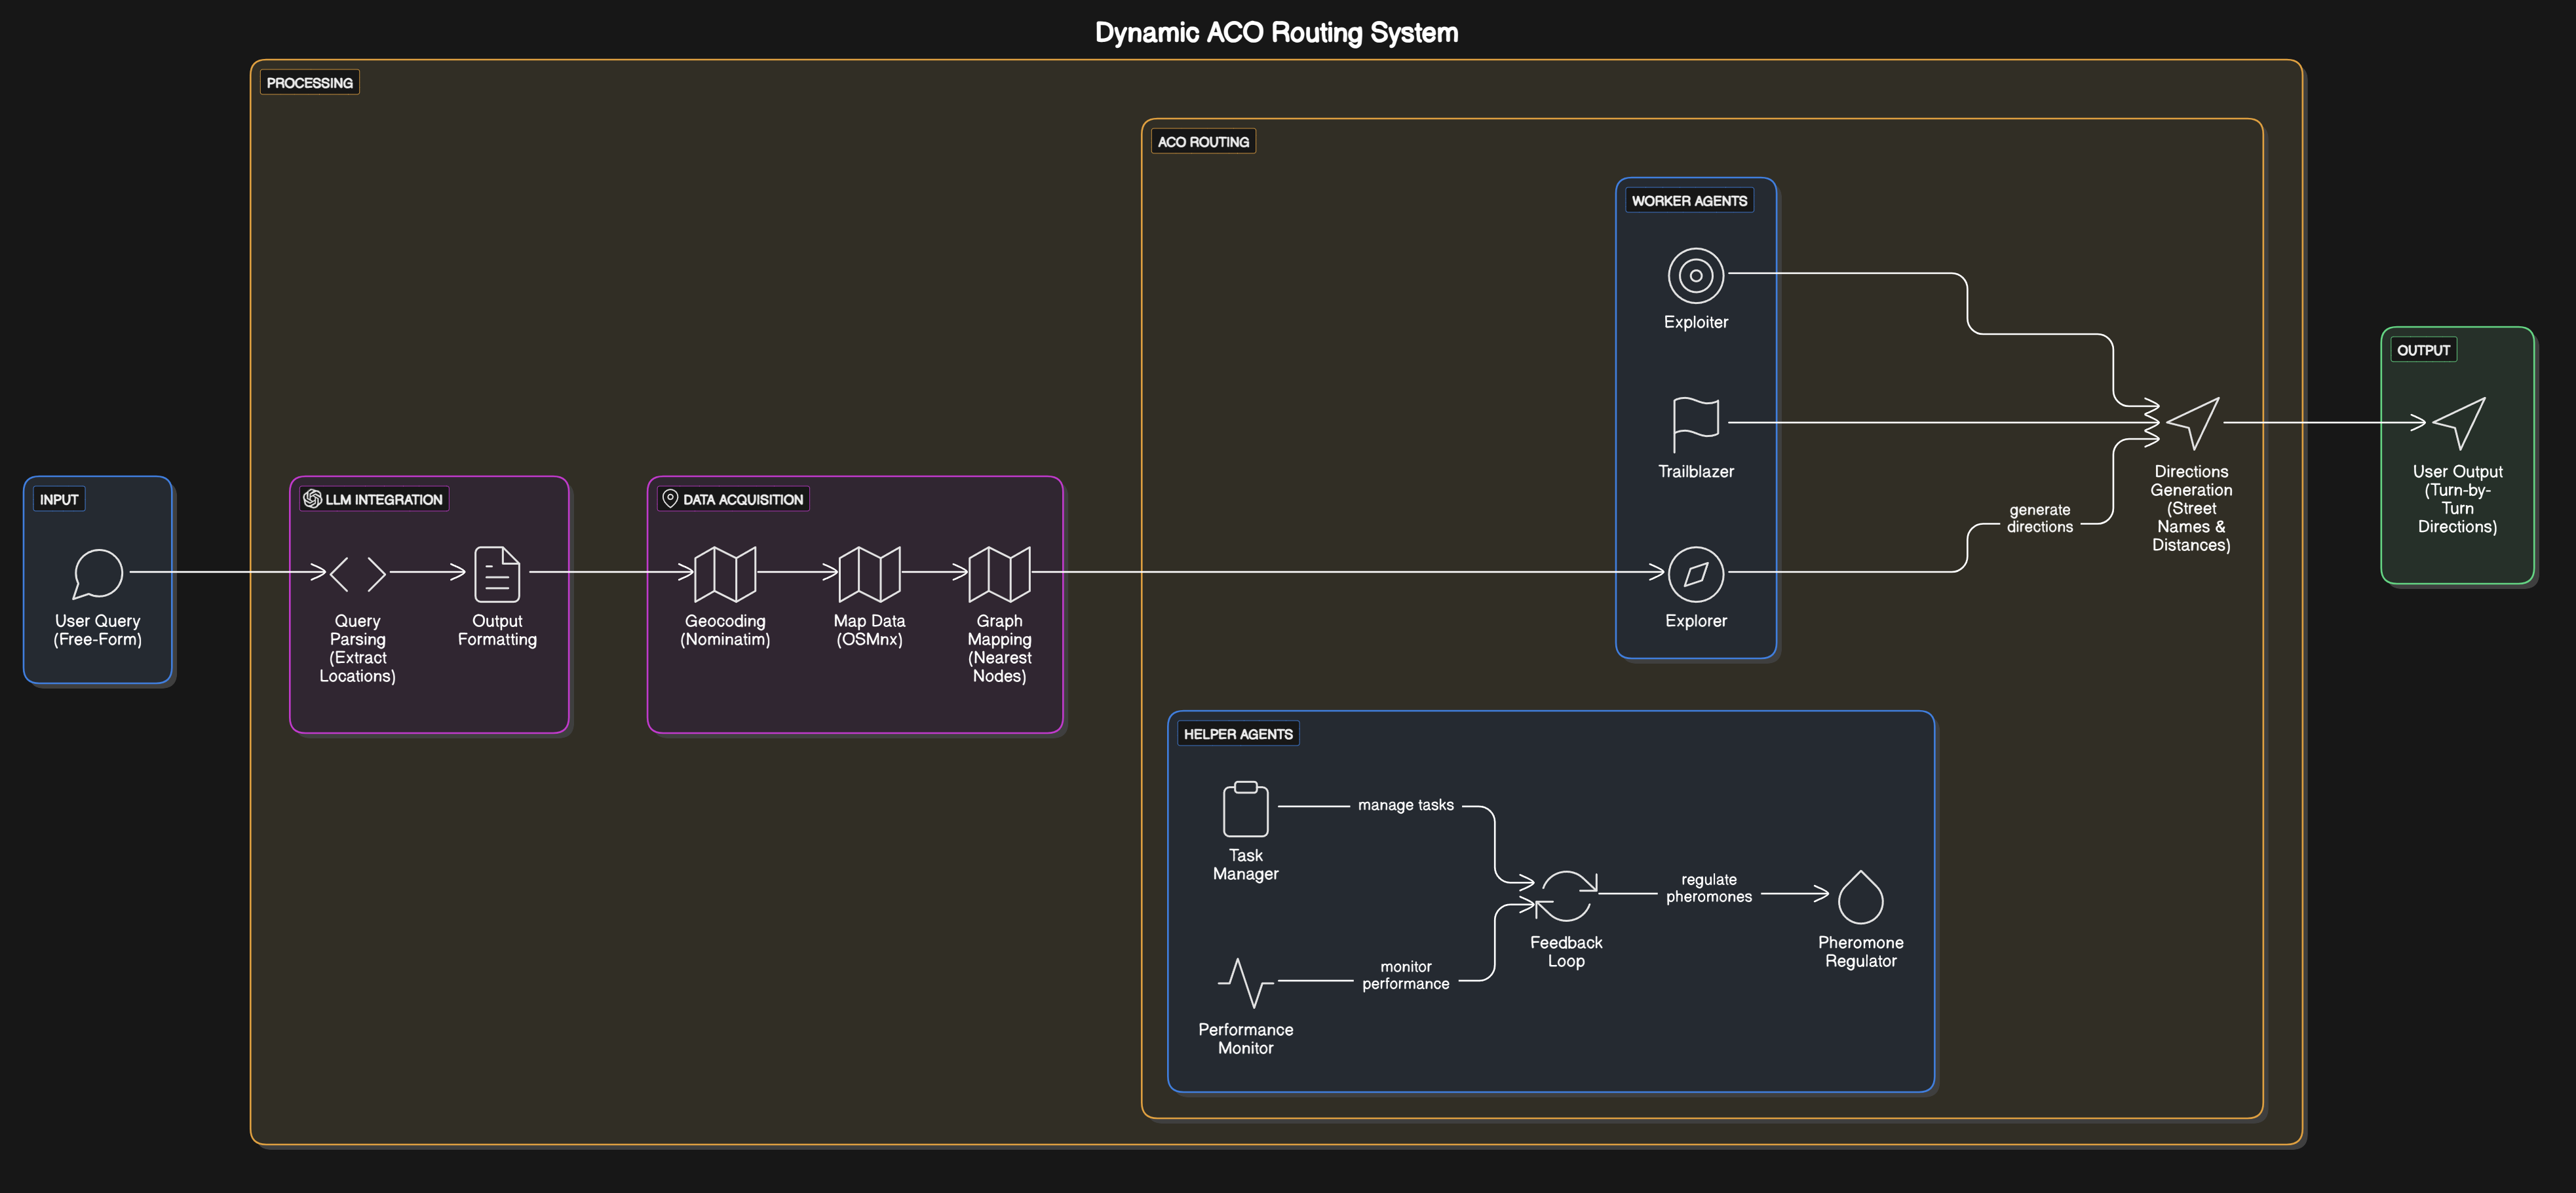 Dynamic ACO Routing System
PROCESSING
ACO ROUTING
WORKER AGENTS
Exploiter
Trailblazer
Explorer
generate
directions
Directions
Generation
(Street
Names &
Distances)
OUTPUT
User Output
(Turn-by-
Turn
Directions)
INPUT
User Query
(Free-Form)
LLM INTEGRATION
Query
Parsing
(Extract
Locations)
Output
Formatting
DATA ACQUISITION
Geocoding
(Nominatim)
Map Data
(OSMnx)
Graph
Mapping
(Nearest
Nodes)
HELPER AGENTS
Task
Manager
manage tasks
Performance
Monitor
monitor
performance
Feedback
Loop
regulate
pheromones
Pheromone
Regulator